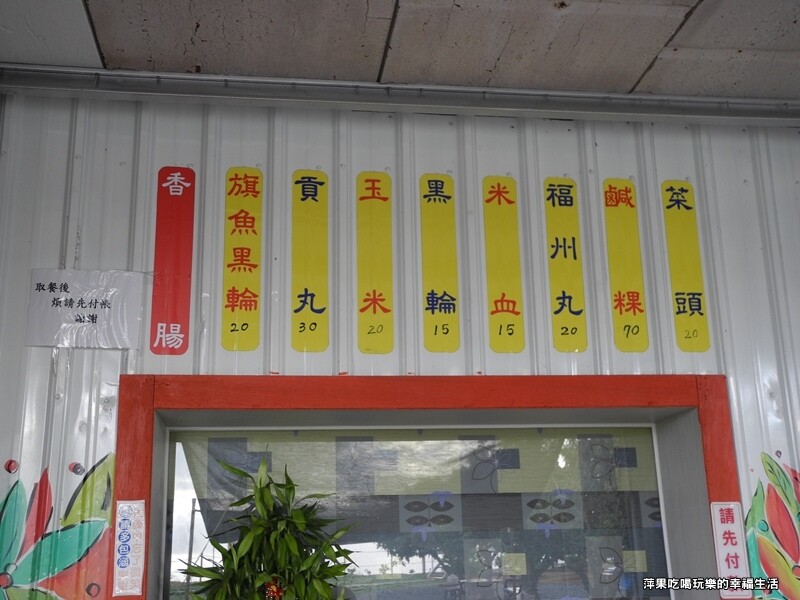 香腸
旗魚黑輪 20
貢丸 30
玉米 20
黑輪 15
米血 15
福州丸 20
鹹粿 70
菜頭 20
取餐後
煩請先付帳
謝謝
請先付
萍果吃喝玩樂的幸福生活